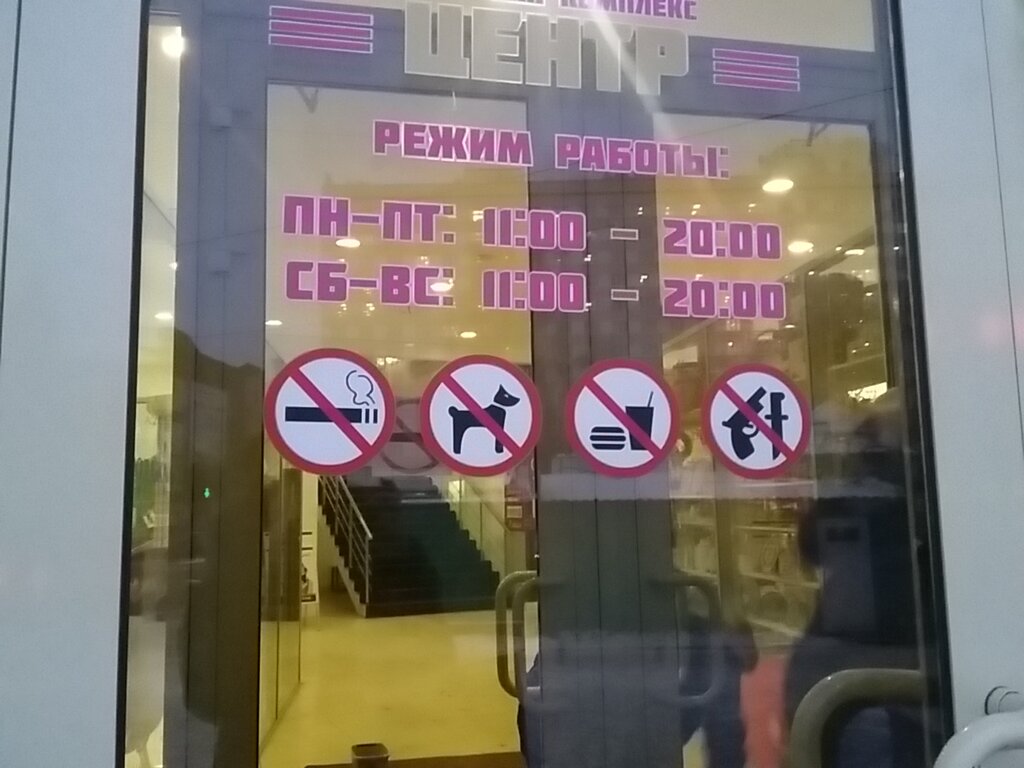 КОМПЛЕКС
ЦЕНТР
РЕЖИМ РАБОТЫ:
ПН-ПТ: 11:00 - 20:00
СБ-ВС: 11:00 - 20:00